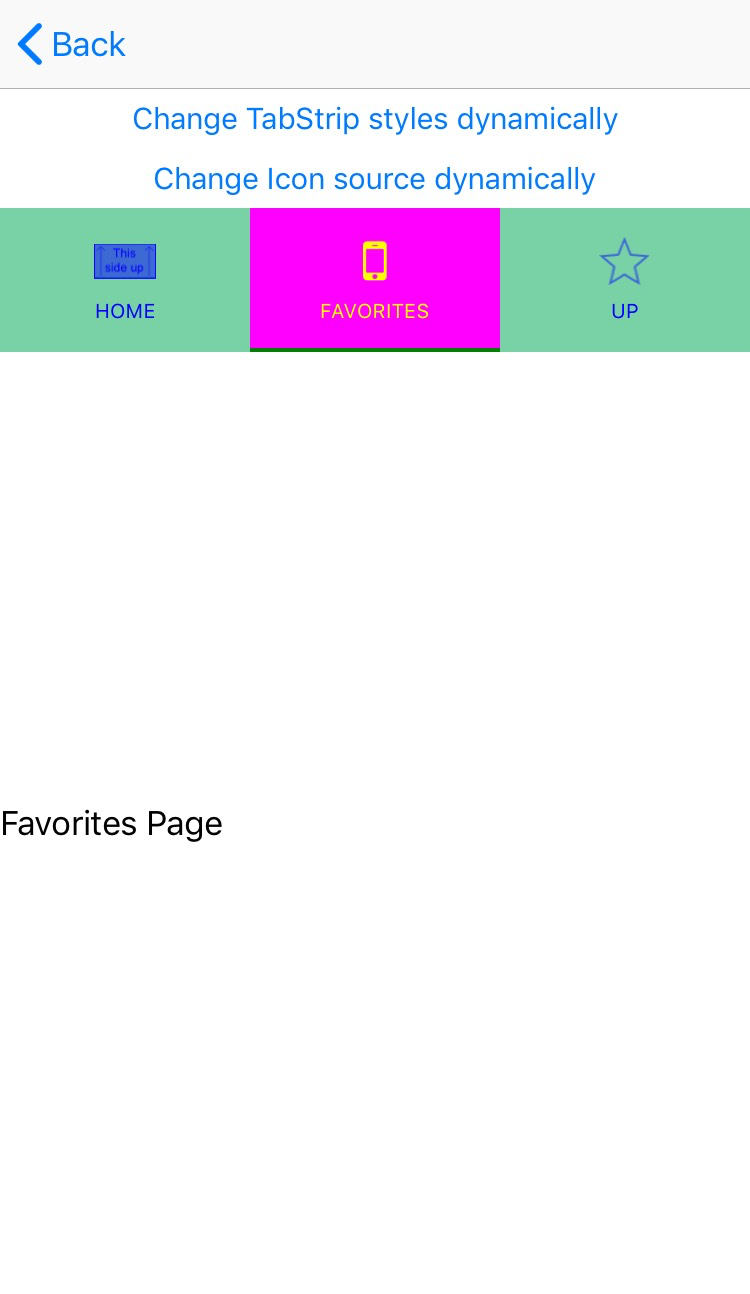 Back
Change TabStrip styles dynamically
Change Icon source dynamically
This
side up
HOME
FAVORITES
UP
Favorites Page